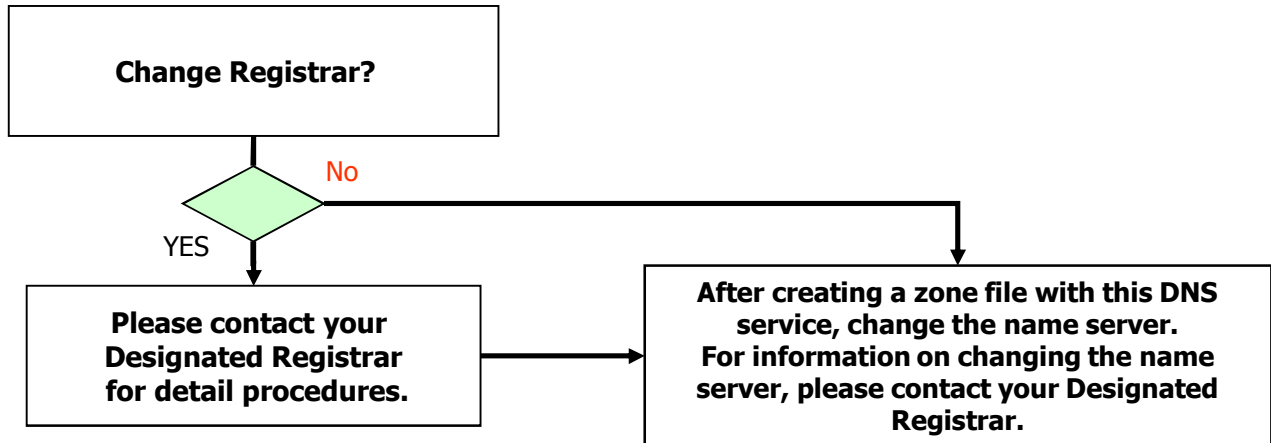 Change Registrar?
No
YES
Please contact your
Designated Registrar
for detail procedures.
After creating a zone file with this DNS
service, change the name server.
For information on changing the name
server, please contact your Designated
Registrar.